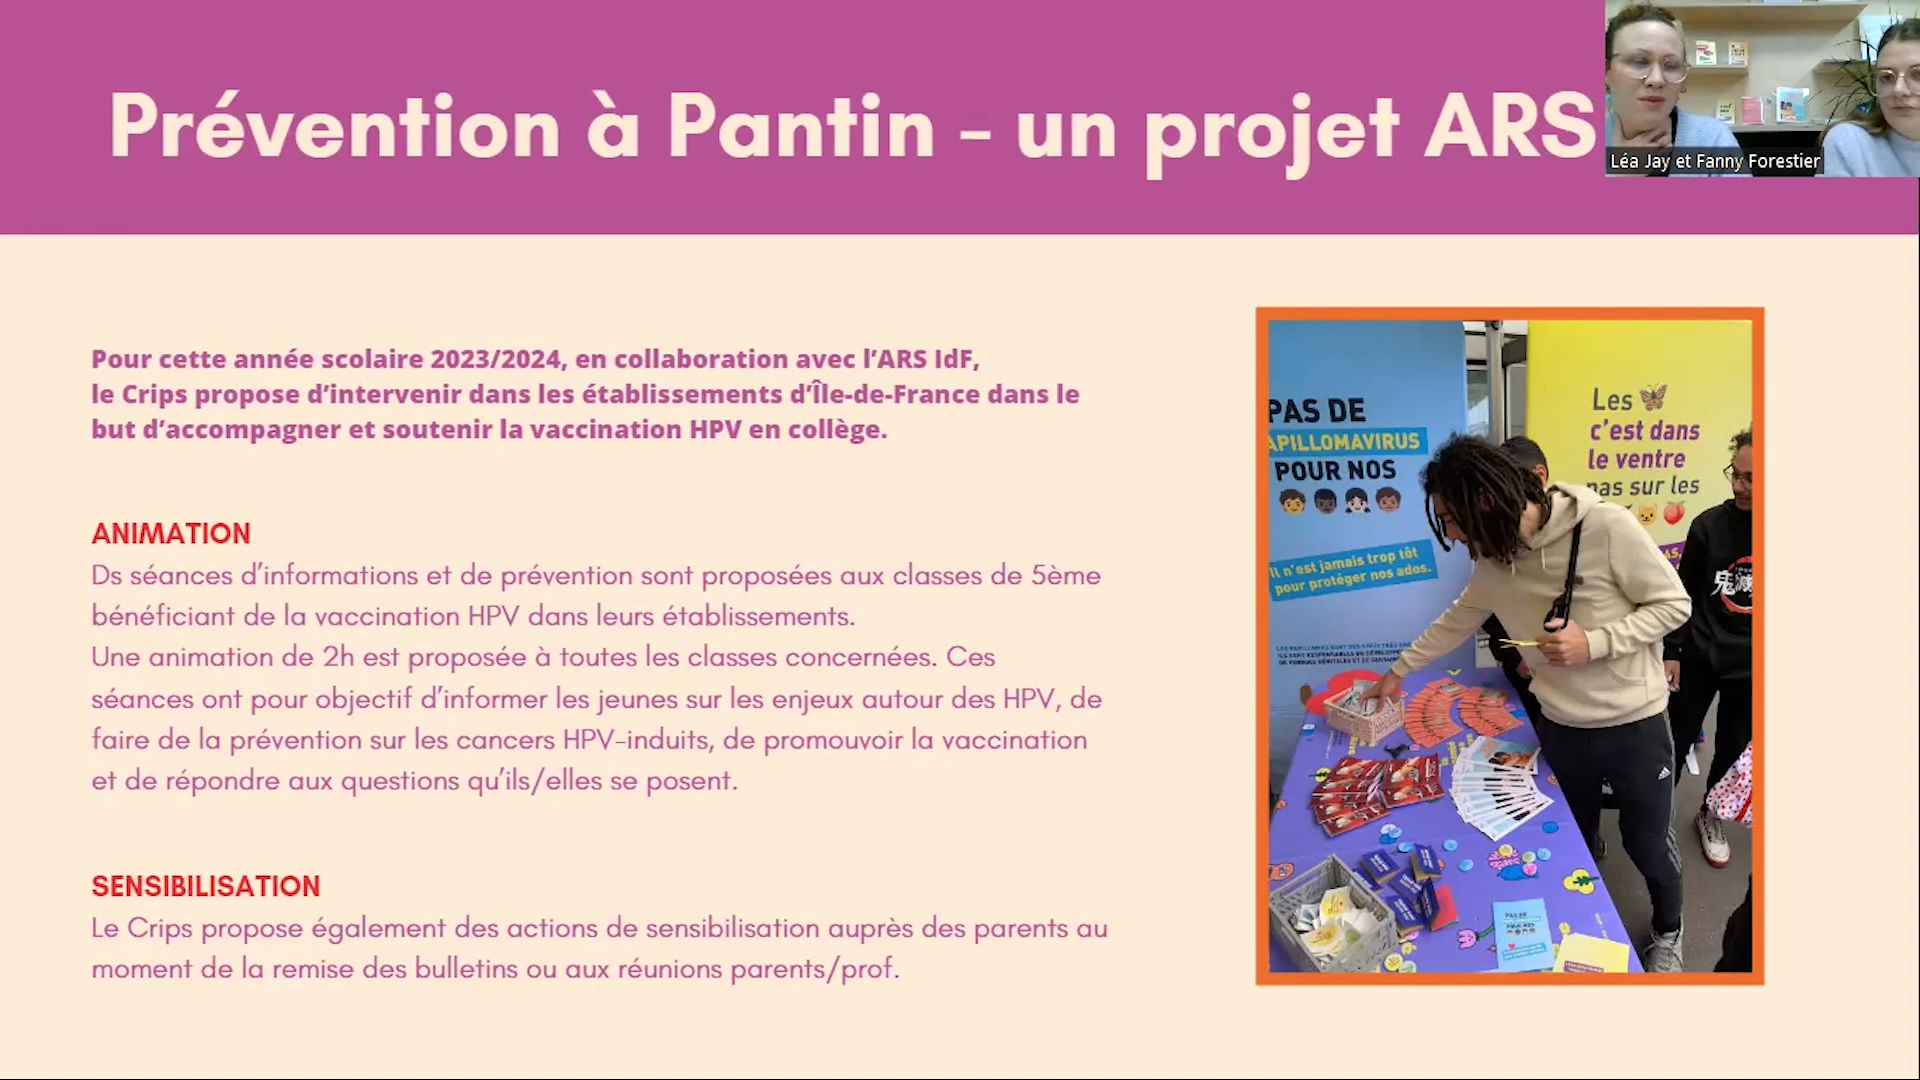 Prévention à Pantin - un projet ARS
Léa Jay et Fanny Forestier
Pour cette année scolaire 2023/2024, en collaboration avec l’ARS IdF,
le Crips propose d’intervenir dans les établissements d’Île-de-France dans le
but d’accompagner et soutenir la vaccination HPV en collège.
ANIMATION
Ds séances d’informations et de prévention sont proposées aux classes de 5ème
bénéficiant de la vaccination HPV dans leurs établissements.
Une animation de 2h est proposée à toutes les classes concernées. Ces
séances ont pour objectif d’informer les jeunes sur les enjeux autour des HPV, de
faire de la prévention sur les cancers HPV-induits, de promouvoir la vaccination
et de répondre aux questions qu’ils/elles se posent.
SENSIBILISATION
Le Crips propose également des actions de sensibilisation auprès des parents au
moment de la remise des bulletins ou aux réunions parents/prof.
PAS DE
APILLOMAVIRUS
POUR NOS
Il n'est jamais trop tôt
pour protéger nos ados.
Les
c'est dans
le ventre
pas sur les
PAS DE
POUR NOS